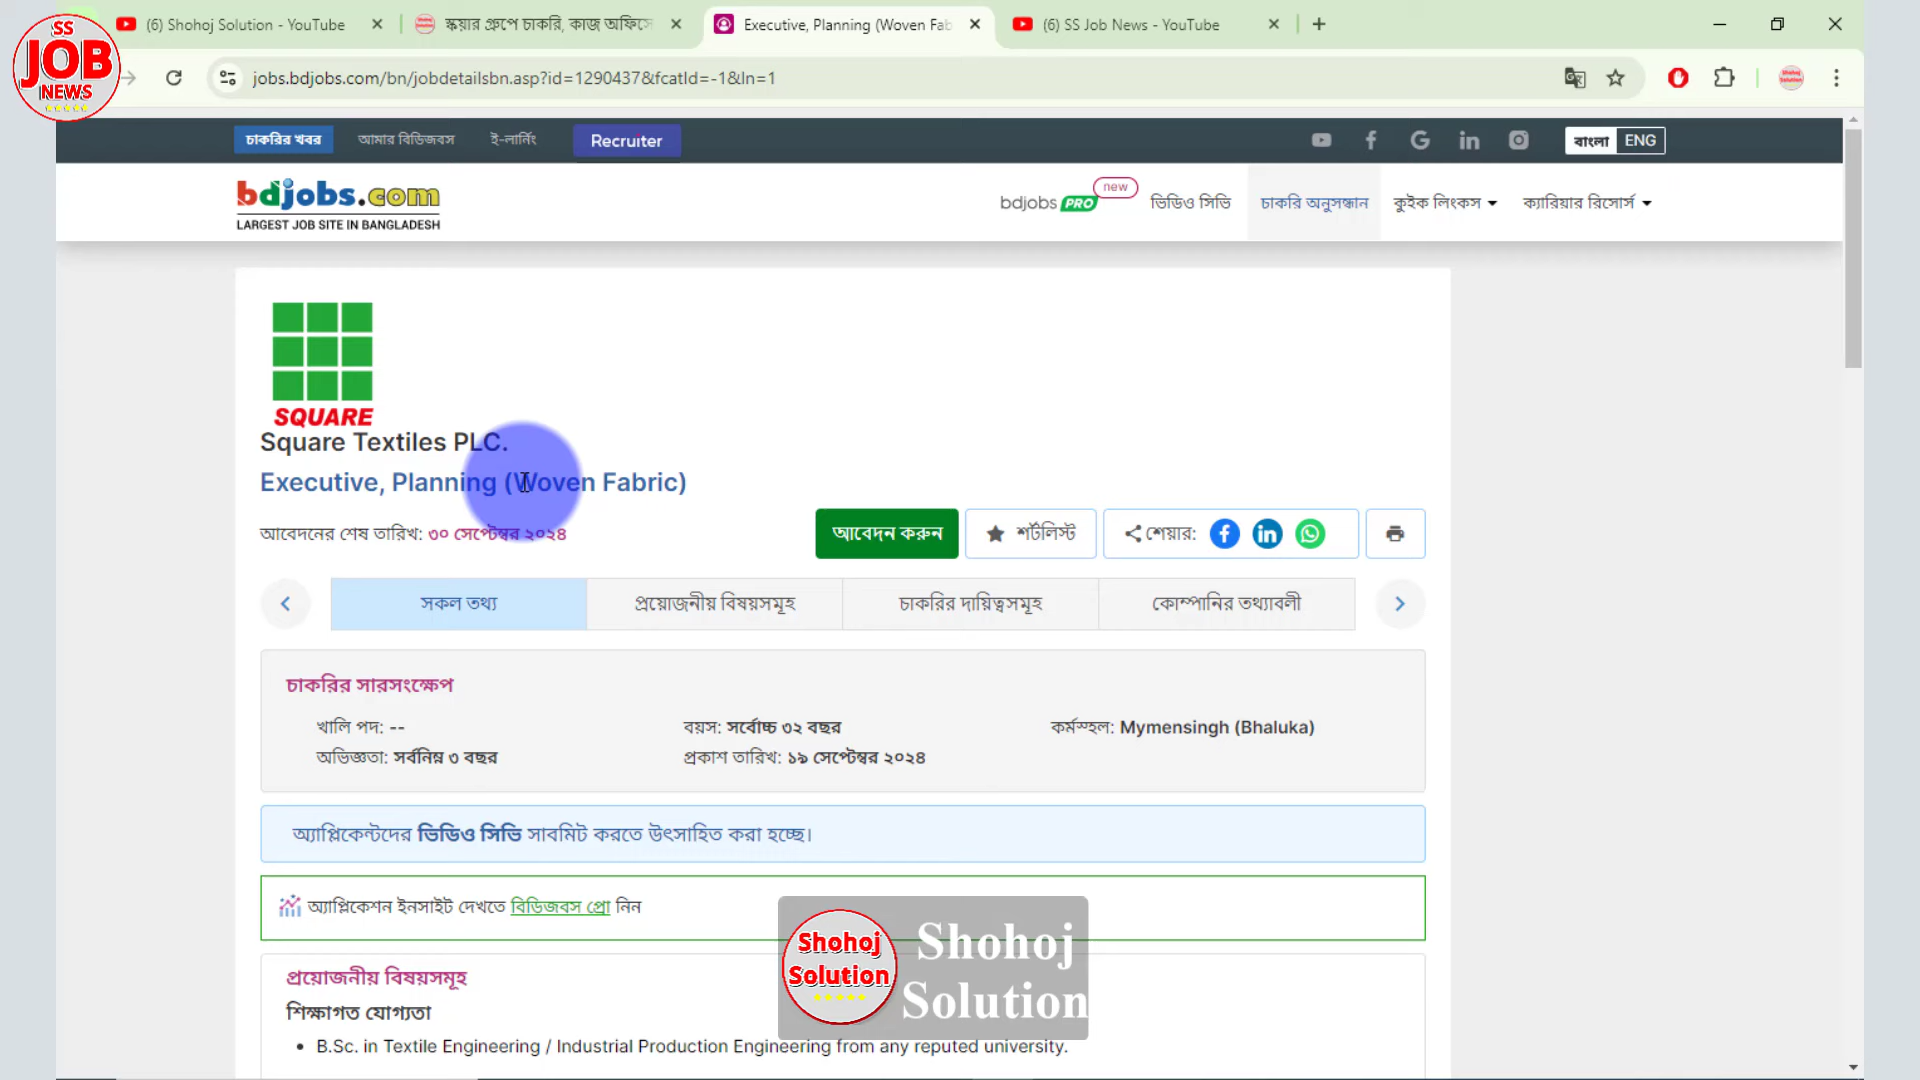 SS
JOB
NEWS
(6) Shohoj Solution - YouTube
স্কয়ার গ্রুপে চাকরি, কাজ অফিসে
Executive, Planning (Woven Fab
(6) SS Job News - YouTube
jobs.bdjobs.com/bn/jobdetailsbn.asp?id=1290437&fcatId=-1&ln=1
চাকরির খবর
আমার বিডিজবস
ই-লার্নিং
Recruiter
বাংলা ENG
bdjobs.com
LARGEST JOB SITE IN BANGLADESH
bdjobs PRO new
ভিডিও সিভি
চাকরি অনুসন্ধান
কুইক লিংকস
ক্যারিয়ার রিসোর্স
SQUARE
Square Textiles PLC.
Executive, Planning (Woven Fabric)
আবেদনের শেষ তারিখ: ৩০ সেপ্টেম্বর ২০২৪
আবেদন করুন
শর্টলিস্ট
শেয়ার:
সকল তথ্য
প্রয়োজনীয় বিষয়সমূহ
চাকরির দায়িত্বসমূহ
কোম্পানির তথ্যাবলী
চাকরির সারসংক্ষেপ
খালি পদ: --
বয়স: সর্বোচ্চ ৩২ বছর
কর্মস্হল: Mymensingh (Bhaluka)
অভিজ্ঞতা: সর্বনিম্ন ৩ বছর
প্রকাশ তারিখ: ১৯ সেপ্টেম্বর ২০২৪
অ্যাপ্লিকেন্টদের ভিডিও সিভি সাবমিট করতে উৎসাহিত করা হচ্ছে।
অ্যাপ্লিকেশন ইনসাইট দেখতে বিডিজবস প্রো নিন
Shohoj
Solution
Shohoj
Solution
প্রয়োজনীয় বিষয়সমূহ
শিক্ষাগত যোগ্যতা
• B.Sc. in Textile Engineering / Industrial Production Engineering from any reputed university.